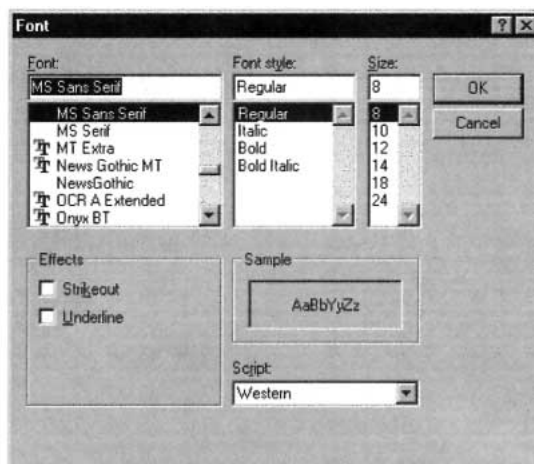 Font
Font: Font style: Size:
MS Sans Serif Regular 8 OK
MS Sans Serif Regular 8 Cancel
MS Serif Italic 10
MT Extra Bold 12
News Gothic MT Bold Italic 14
NewsGothic 18
OCR A Extended 24
Onyx BT
Effects Sample
Strikeout
Underline AaBbYyZz
Script:
Western